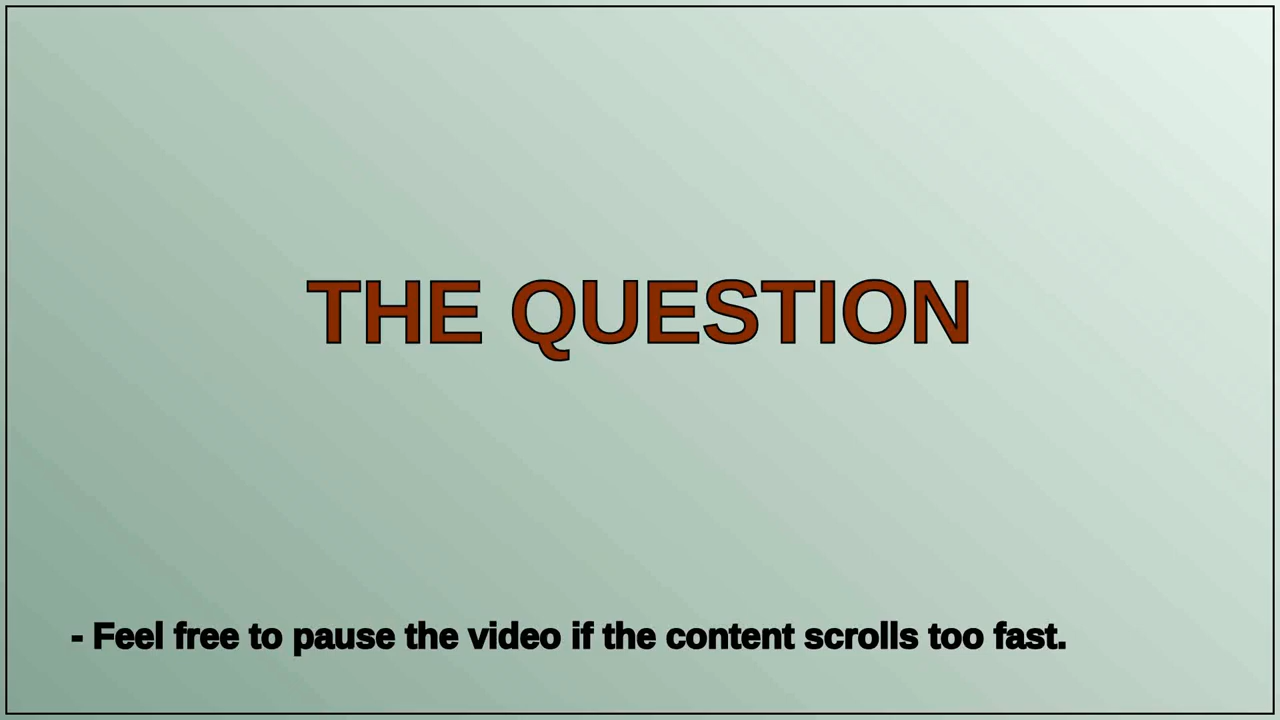 THE QUESTION
- Feel free to pause the video if the content scrolls too fast.